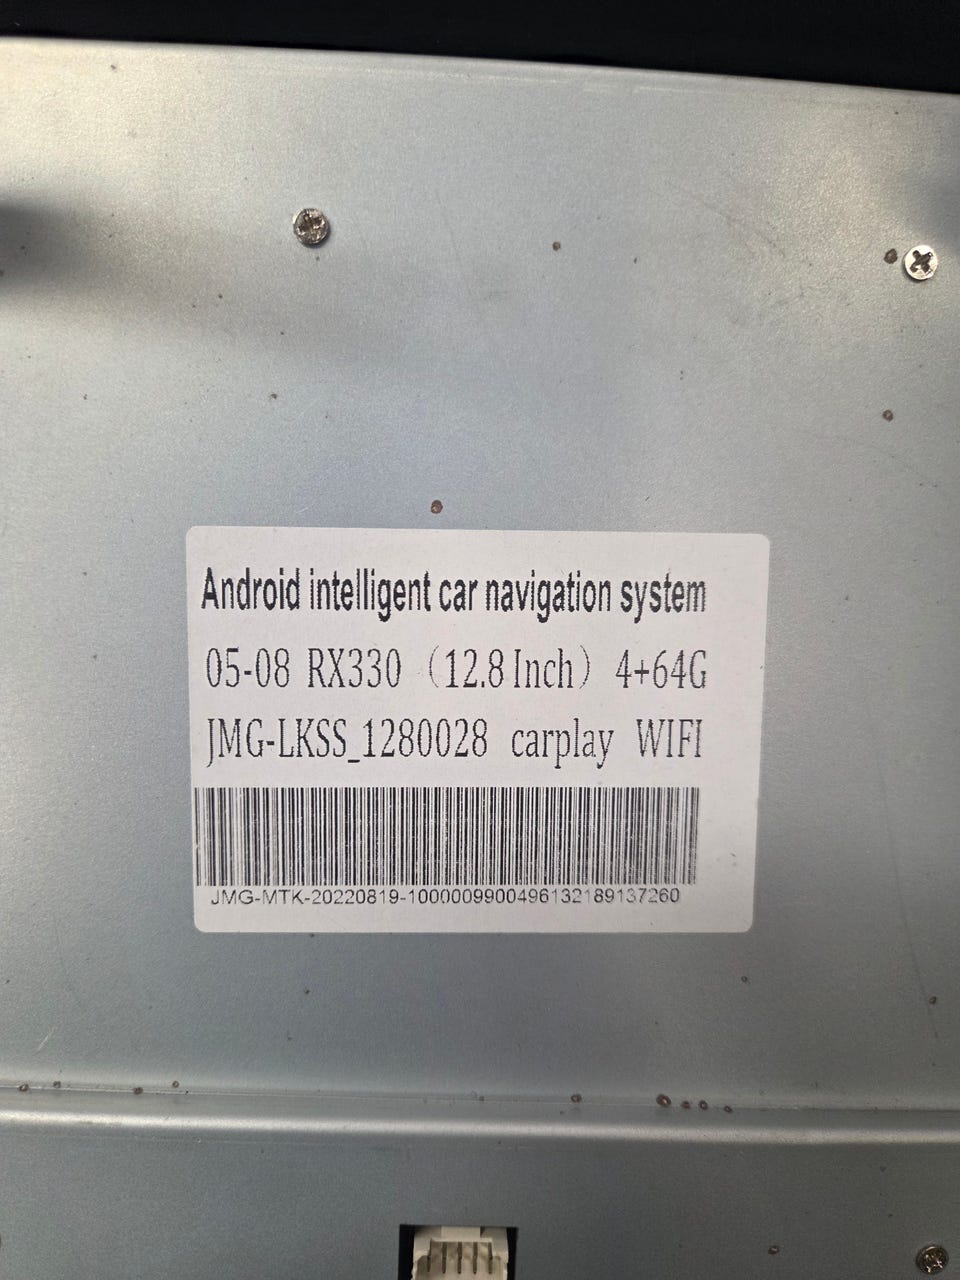 Android intelligent car navigation system
05-08 RX330 (12.8 Inch) 4+64G
JMG-LKSS_1280028 carplay WIFI
JMG-MTK-20220819-1000009900496132189137260